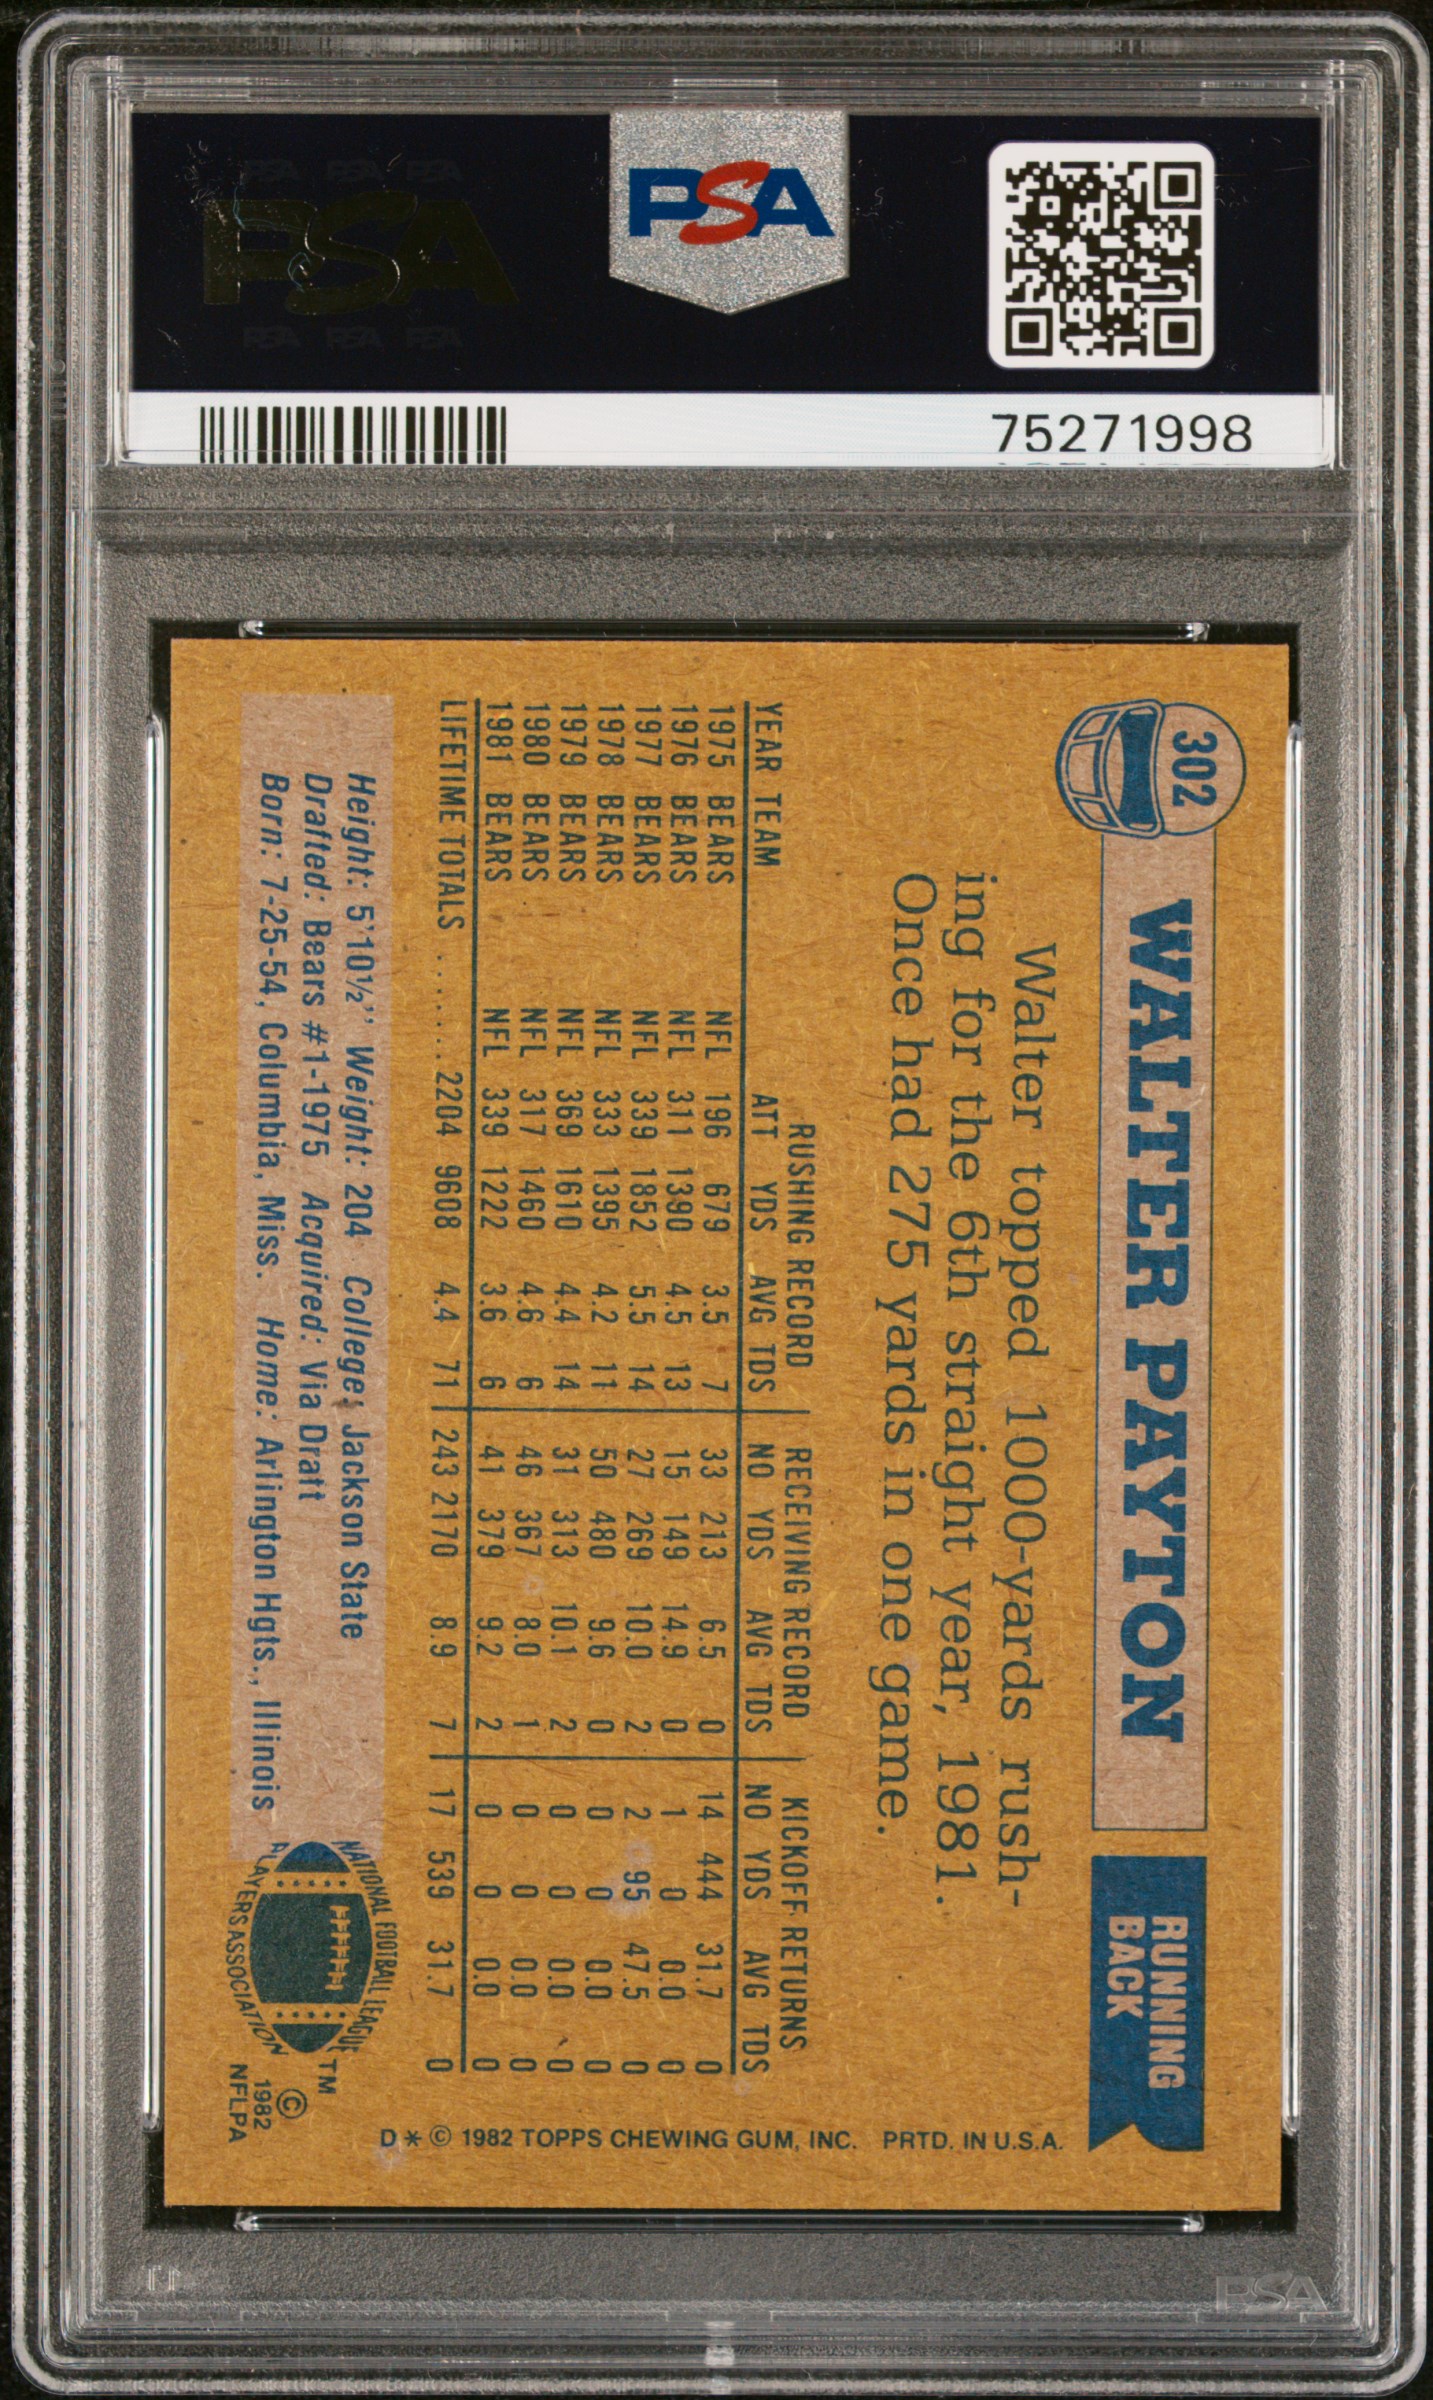 PSA PSA PSA
PSA
PSA PSA PSA
PSA
75271998
302
WALTER PAYTON
RUNNING
BACK
Walter topped 1000-yards rush-
ing for the 6th straight year, 1981.
Once had 275 yards in one game.
RUSHING RECORD RECEIVING RECORD KICKOFF RETURNS
YEAR TEAM ATT YDS AVG TDS NO YDS AVG TDS NO YDS AVG TDS
1975 BEARS NFL 196 679 3.5 7 33 213 6.5 0 14 444 31.7 0
1976 BEARS NFL 311 1390 4.5 13 15 149 14.9 0 1 0 0.0 0
1977 BEARS NFL 339 1852 5.5 14 27 269 10.0 2 2 95 47.5 0
1978 BEARS NFL 333 1395 4.2 11 50 480 9.6 0 0 0 0.0 0
1979 BEARS NFL 369 1610 4.4 14 31 313 10.1 2 0 0 0.0 0
1980 BEARS NFL 317 1460 4.6 6 46 367 8.0 1 0 0 0.0 0
1981 BEARS NFL 339 1222 3.6 6 41 379 9.2 2 0 0 0.0 0
LIFETIME TOTALS ....... 2204 9608 4.4 71 243 2170 8.9 7 17 539 31.7 0
Height: 5'10½" Weight: 204 College: Jackson State
Drafted: Bears #1-1975 Acquired: Via Draft
Born: 7-25-54, Columbia, Miss. Home: Arlington Hgts., Illinois
NATIONAL FOOTBALL LEAGUE
PLAYERS ASSOCIATION
TM
©
1982
NFLPA
D * © 1982 TOPPS CHEWING GUM, INC. PRTD. IN U.S.A.
PSA